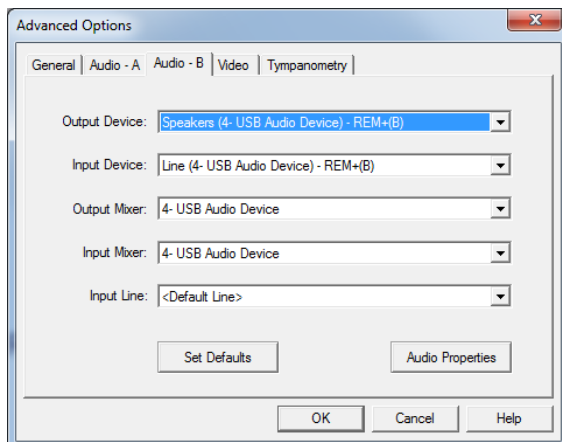 Advanced Options
General Audio - A Audio - B Video Tympanometry
Output Device: Speakers (4- USB Audio Device) - REM+(B)
Input Device: Line (4- USB Audio Device) - REM+(B)
Output Mixer: 4- USB Audio Device
Input Mixer: 4- USB Audio Device
Input Line: <Default Line>
Set Defaults Audio Properties
OK Cancel Help